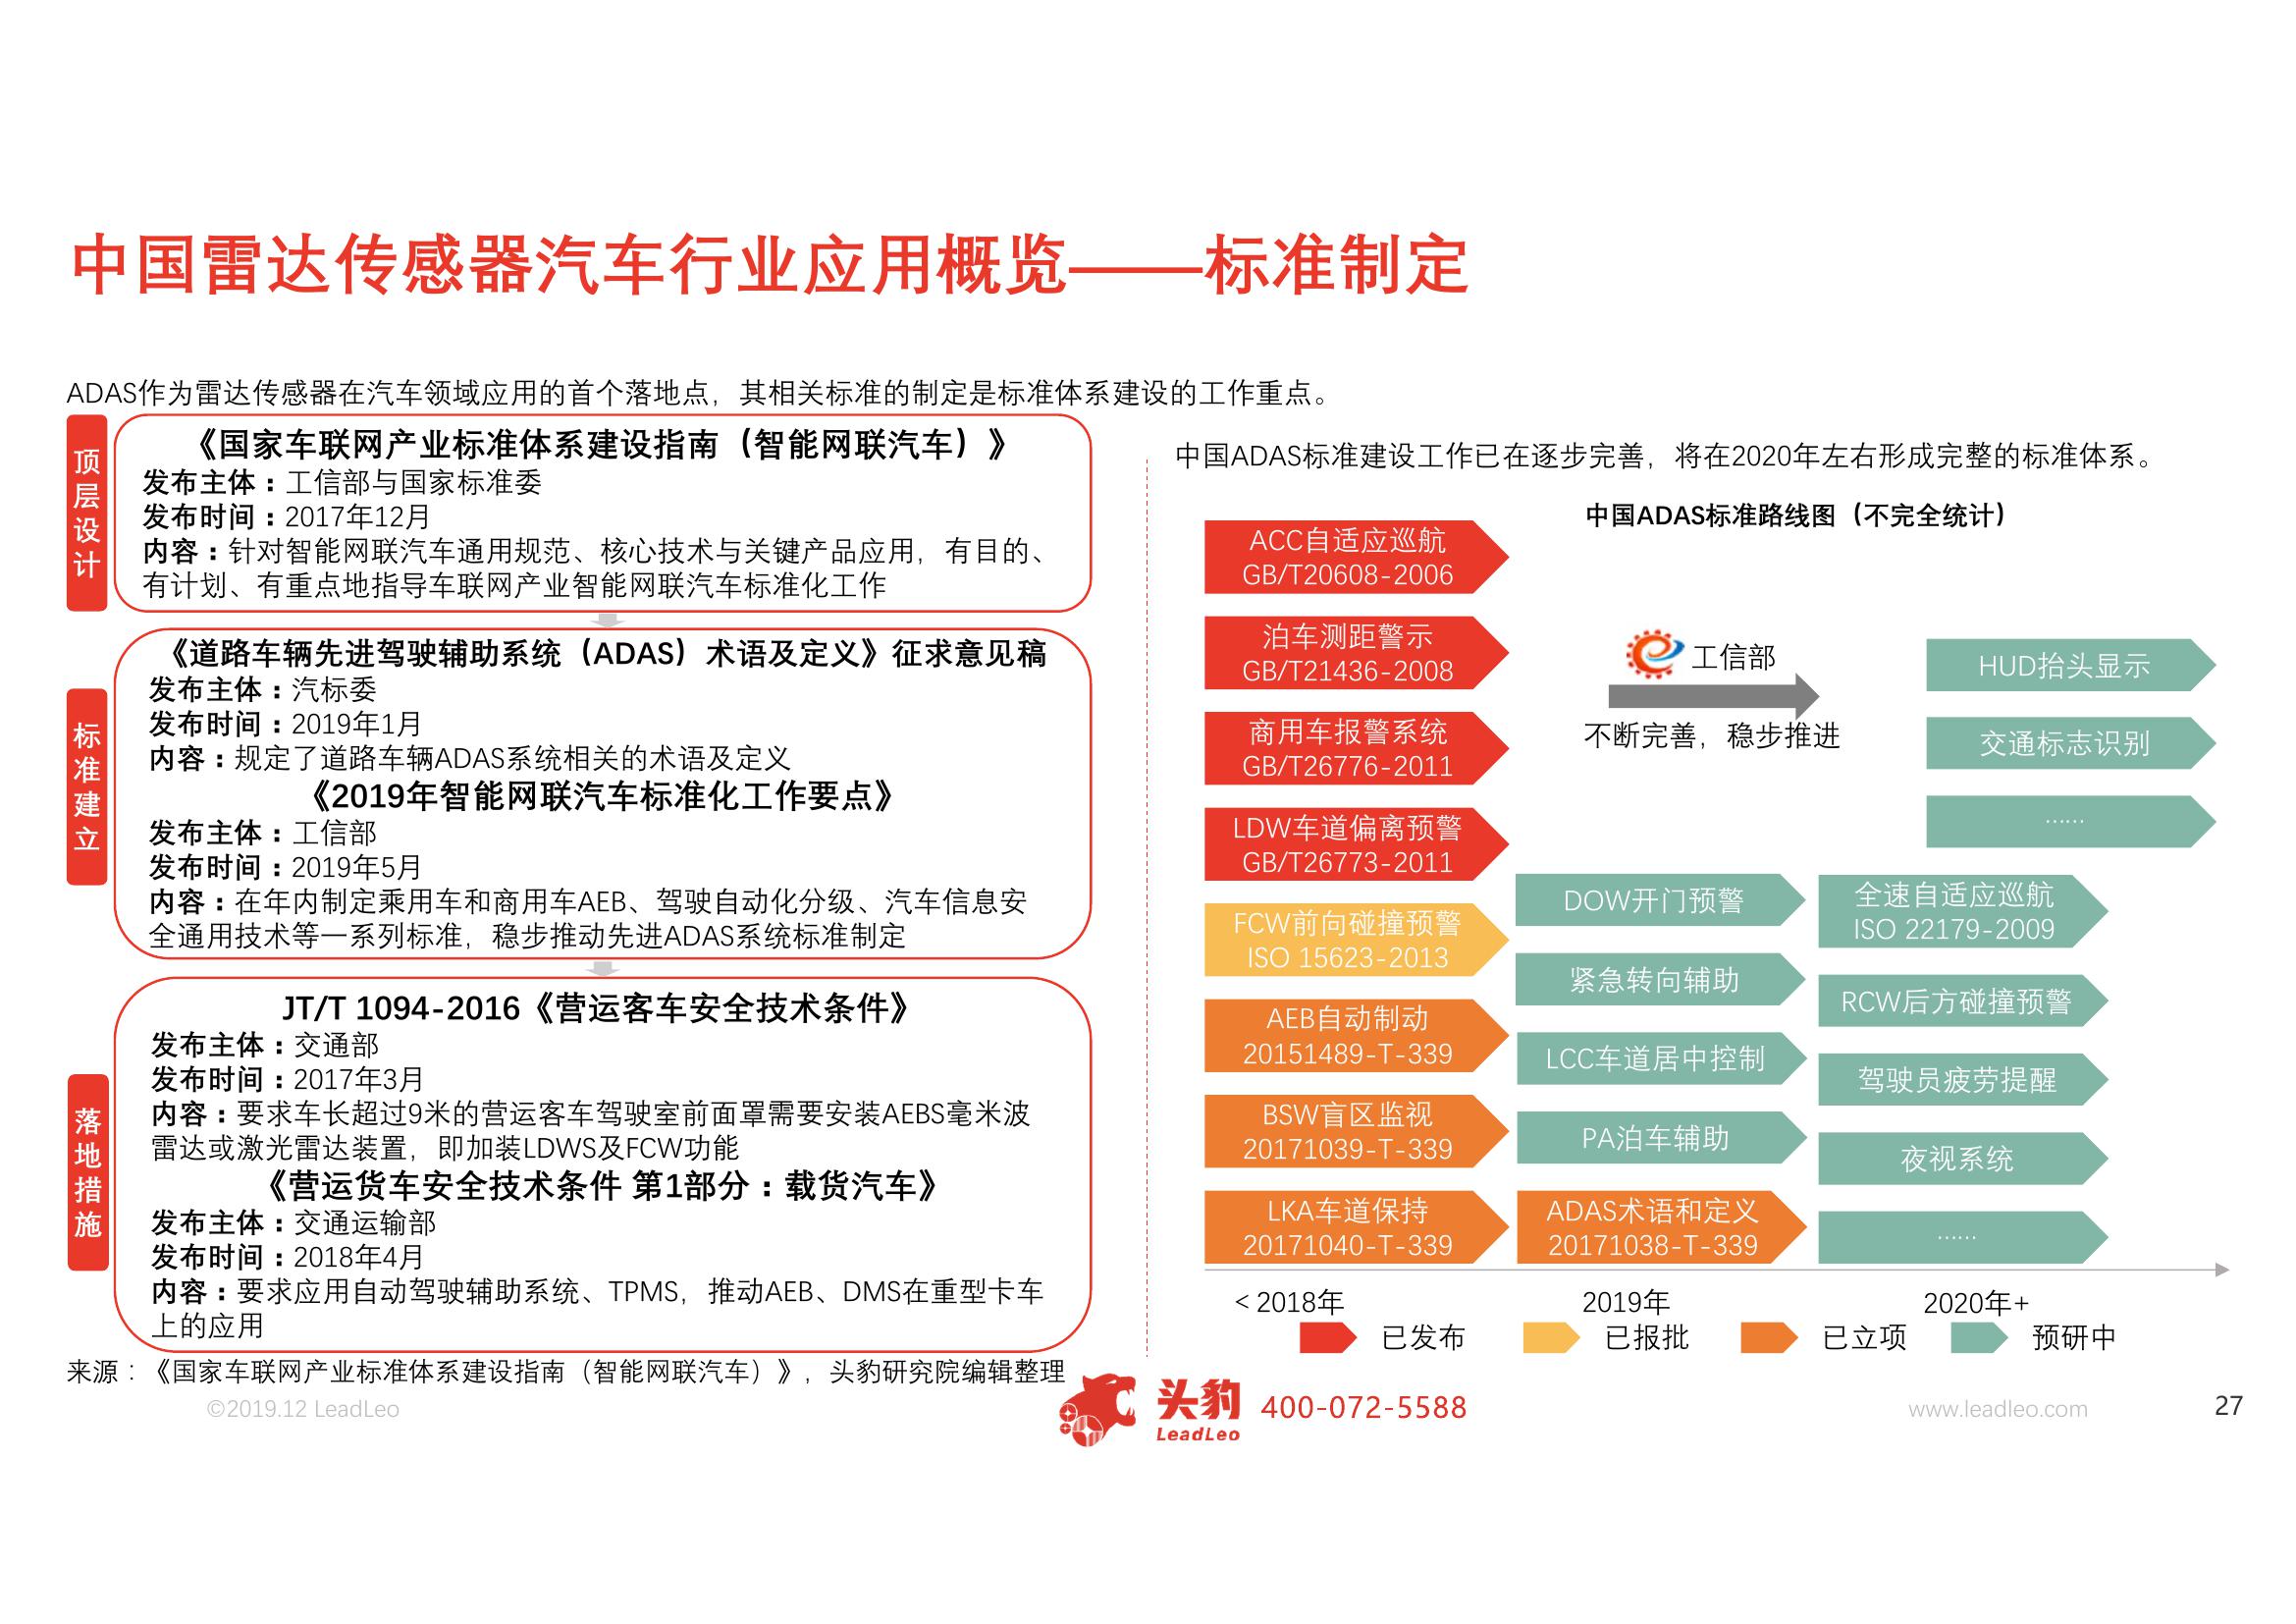 中国雷达传感器汽车行业应用概览——标准制定
ADAS作为雷达传感器在汽车领域应用的首个落地点，其相关标准的制定是标准体系建设的工作重点。
顶层设计
《国家车联网产业标准体系建设指南（智能网联汽车）》
发布主体：工信部与国家标准委
发布时间：2017年12月
内容：针对智能网联汽车通用规范、核心技术与关键产品应用，有目的、
有计划、有重点地指导车联网产业智能网联汽车标准化工作
标准建立
《道路车辆先进驾驶辅助系统（ADAS）术语及定义》征求意见稿
发布主体：汽标委
发布时间：2019年1月
内容：规定了道路车辆ADAS系统相关的术语及定义
《2019年智能网联汽车标准化工作要点》
发布主体：工信部
发布时间：2019年5月
内容：在年内制定乘用车和商用车AEB、驾驶自动化分级、汽车信息安
全通用技术等一系列标准，稳步推动先进ADAS系统标准制定
落地措施
JT/T 1094-2016《营运客车安全技术条件》
发布主体：交通部
发布时间：2017年3月
内容：要求车长超过9米的营运客车驾驶室前面罩需要安装AEBS毫米波
雷达或激光雷达装置，即加装LDWS及FCW功能
《营运货车安全技术条件 第1部分：载货汽车》
发布主体：交通运输部
发布时间：2018年4月
内容：要求应用自动驾驶辅助系统、TPMS，推动AEB、DMS在重型卡车
上的应用
中国ADAS标准建设工作已在逐步完善，将在2020年左右形成完整的标准体系。
中国ADAS标准路线图（不完全统计）
ACC自适应巡航
GB/T20608-2006
泊车测距警示
GB/T21436-2008
商用车报警系统
GB/T26776-2011
LDW车道偏离预警
GB/T26773-2011
FCW前向碰撞预警
ISO 15623-2013
AEB自动制动
20151489-T-339
BSW盲区监视
20171039-T-339
LKA车道保持
20171040-T-339
工信部
不断完善，稳步推进
DOW开门预警
紧急转向辅助
LCC车道居中控制
PA泊车辅助
ADAS术语和定义
20171038-T-339
HUD抬头显示
交通标志识别
……
全速自适应巡航
ISO 22179-2009
RCW后方碰撞预警
驾驶员疲劳提醒
夜视系统
……
＜2018年
2019年
2020年+
已发布
已报批
已立项
预研中
来源：《国家车联网产业标准体系建设指南（智能网联汽车）》，头豹研究院编辑整理
©2019.12 LeadLeo
头豹
LeadLeo
400-072-5588
www.leadleo.com
27